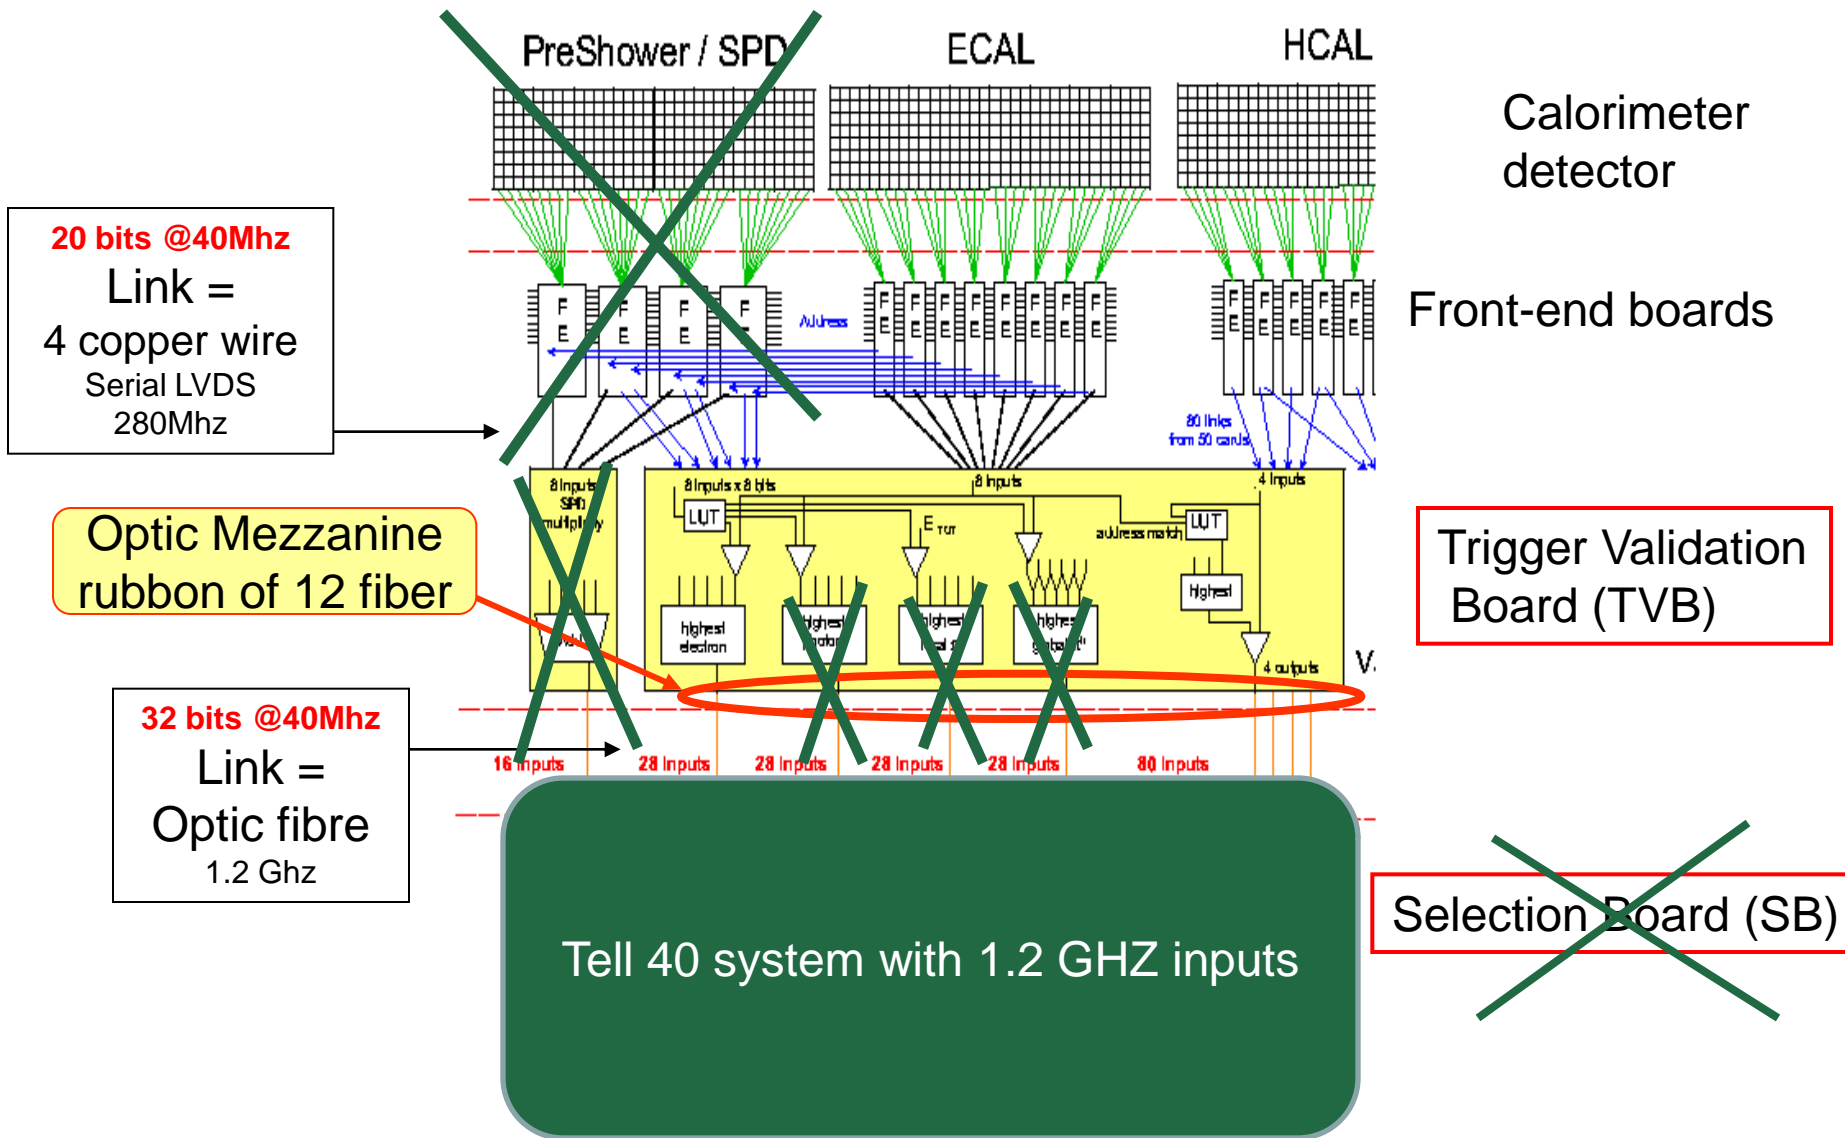 PreShower / SPD
ECAL
HCAL
Calorimeter
detector
20 bits @40Mhz
Link =
4 copper wire
Serial LVDS
280Mhz
F
E
F
E
F
E
F
E
Address
F
E
F
E
F
E
F
E
F
E
F
E
F
E
F
E
F
E
F
E
F
E
F
E
F
E
Front-end boards
80 links
from 50 cards
8 Inputs
SPD
multiplicity
8 Inputs x 8 bits
8 Inputs
4 Inputs
LUT
E TOT
address match
LUT
Optic Mezzanine
rubbon of 12 fiber
Trigger Validation
Board (TVB)
highest
electron
highest
highest
highest
highest
4 outputs
32 bits @40Mhz
Link =
Optic fibre
1.2 Ghz
16 Inputs
28 Inputs
28 Inputs
28 Inputs
28 Inputs
80 Inputs
Selection Board (SB)
Tell 40 system with 1.2 GHZ inputs